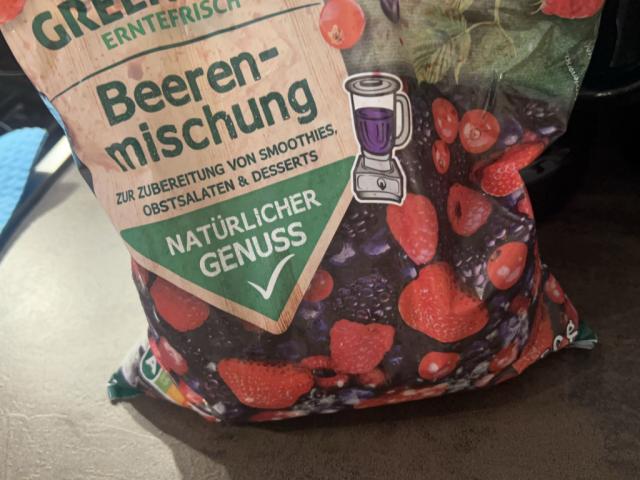 ERNTEFRISCH
Beeren-
mischung
ZUR ZUBEREITUNG VON SMOOTHIES,
OBSTSALATEN & DESSERTS
NATÜRLICHER
GENUSS
A